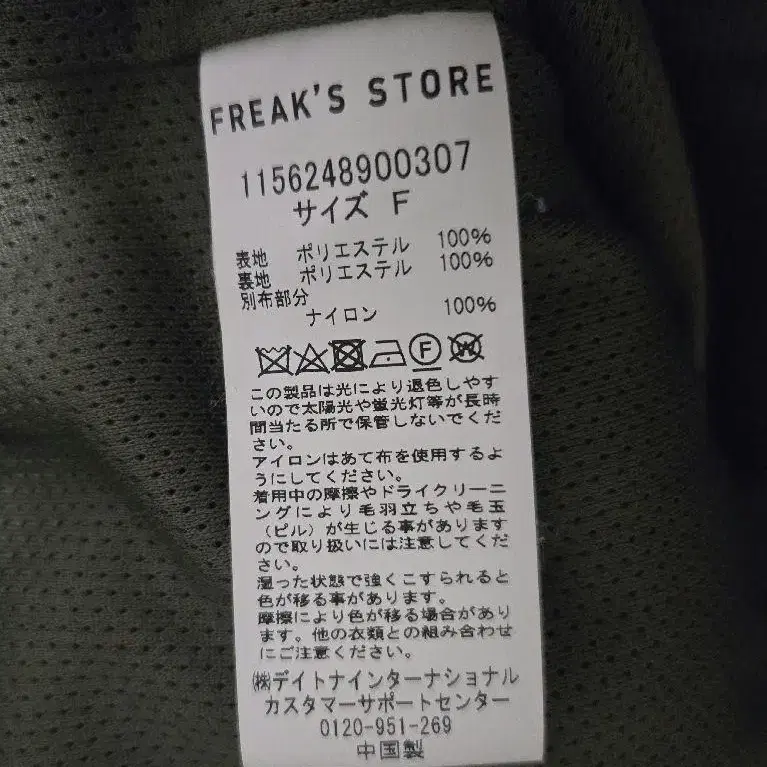 FREAK'S STORE
1156248900307
サイズ F
表地 ポリエステル 100%
裏地 ポリエステル 100%
別布部分
ナイロン 100%
F W
この製品は光により退色しやす
いので太陽光や蛍光灯等が長時
間当たる所で保管しないでくだ
さい。
アイロンはあて布を使用するよ
うにしてください。
着用中の摩擦やドライクリーニ
ングにより毛羽立ちや毛玉
（ピル）が生じる事があります
ので取り扱いには注意してくだ
さい。
湿った状態で強くこすられると
色が移る事があります。
摩擦により色が移る場合があり
ます。他の衣類との組み合わせ
にご注意ください。
㈱デイトナインターナショナル
カスタマーサポートセンター
0120-951-269
中国製